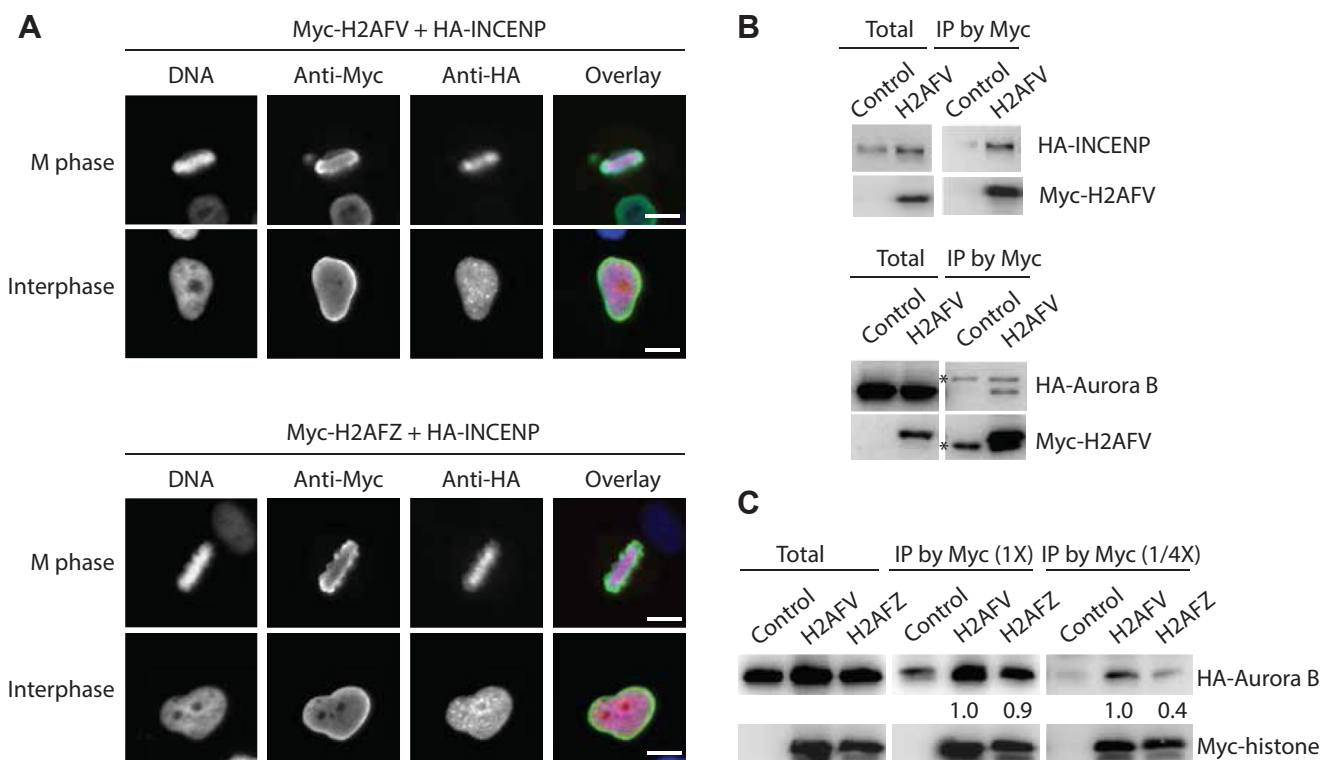 A
Myc-H2AFV + HA-INCENP
DNA Anti-Myc Anti-HA Overlay
M phase
Interphase
Myc-H2AFZ + HA-INCENP
DNA Anti-Myc Anti-HA Overlay
M phase
Interphase
B
Total IP by Myc
Control H2AFV Control H2AFV
HA-INCENP
Myc-H2AFV
Total IP by Myc
Control H2AFV Control H2AFV
* HA-Aurora B
* Myc-H2AFV
C
Total IP by Myc (1X) IP by Myc (1/4X)
Control H2AFV H2AFZ Control H2AFV H2AFZ Control H2AFV H2AFZ
HA-Aurora B
1.0 0.9 1.0 0.4
Myc-histone